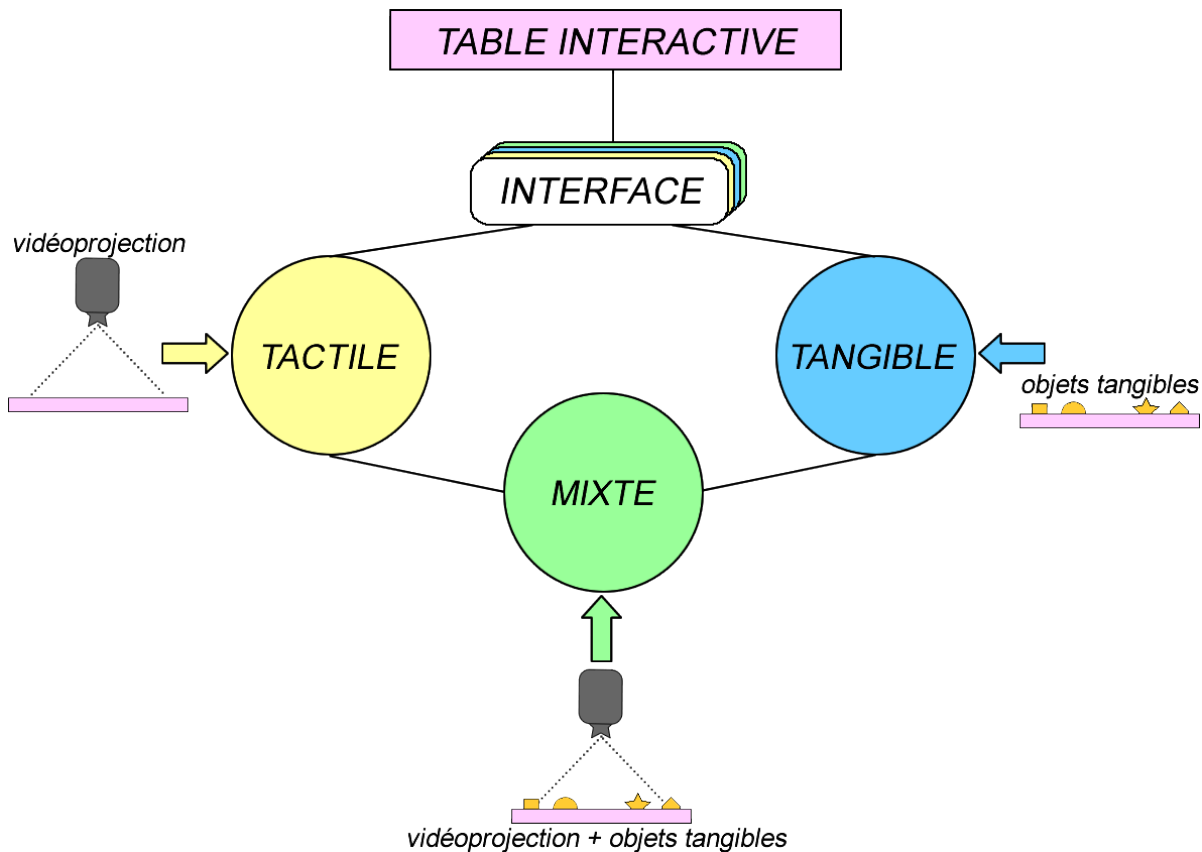 TABLE INTERACTIVE
INTERFACE
vidéoprojection
TACTILE
TANGIBLE
objets tangibles
MIXTE
vidéoprojection + objets tangibles